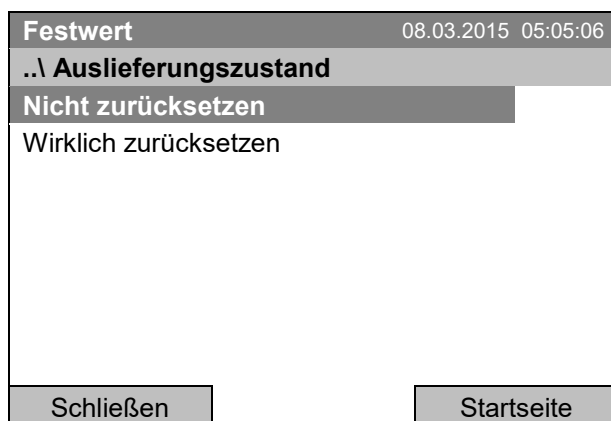 Festwert 08.03.2015 05:05:06
..\ Auslieferungszustand
Nicht zurücksetzen
Wirklich zurücksetzen
Schließen Startseite